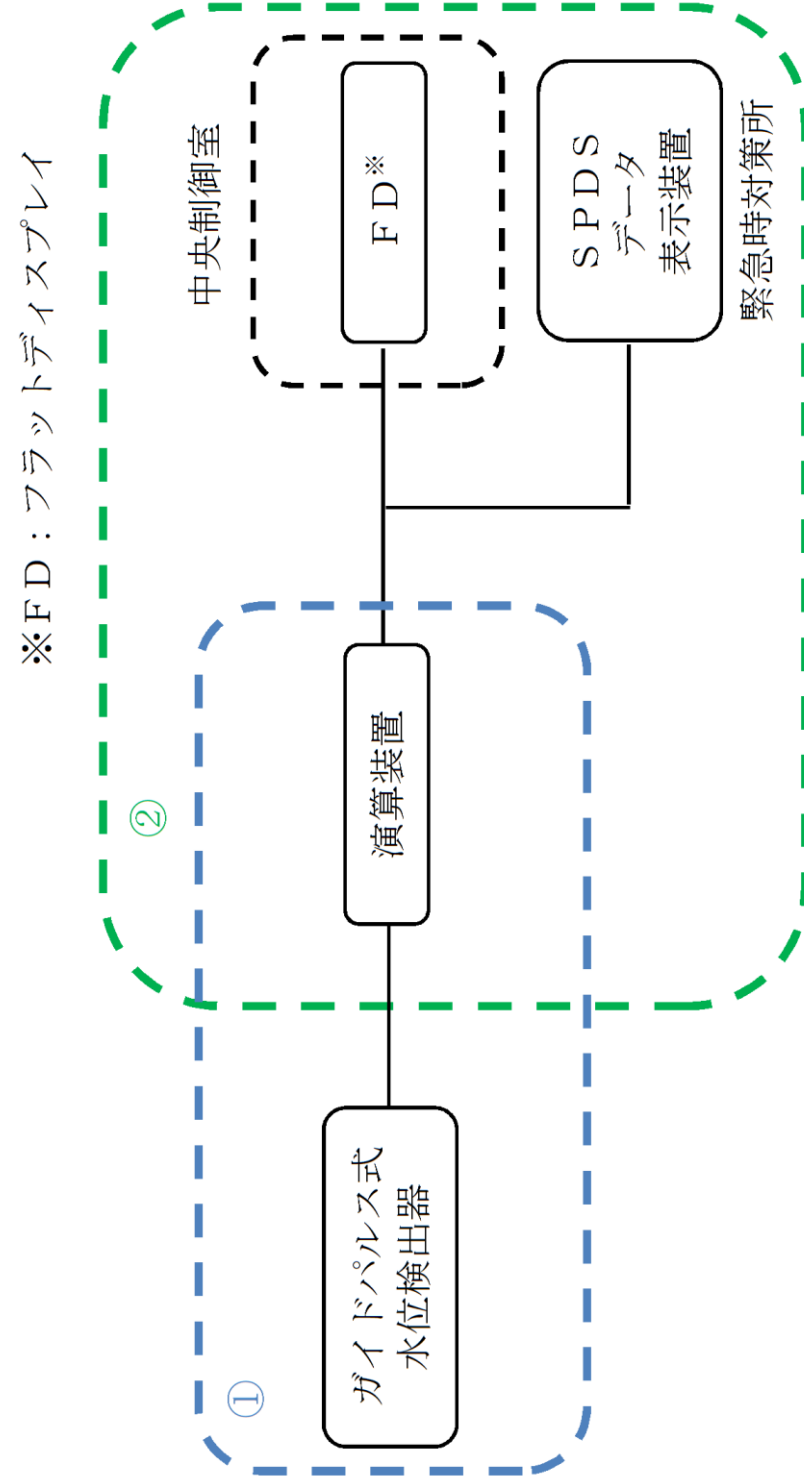 ※ＦＤ：フラットディスプレイ
中央制御室
ＦＤ※
②
ＳＰＤＳ
データ
表示装置
緊急時対策所
演算装置
①
ガイドパルス式
水位検出器